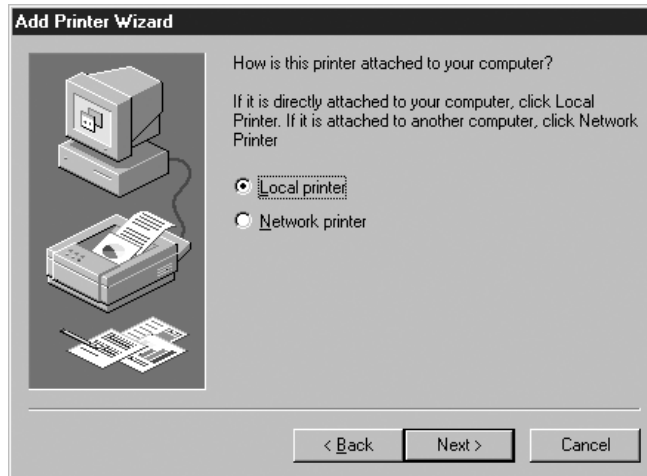 Add Printer Wizard
How is this printer attached to your computer?
If it is directly attached to your computer, click Local
Printer. If it is attached to another computer, click Network
Printer
Local printer
Network printer
< Back
Next >
Cancel